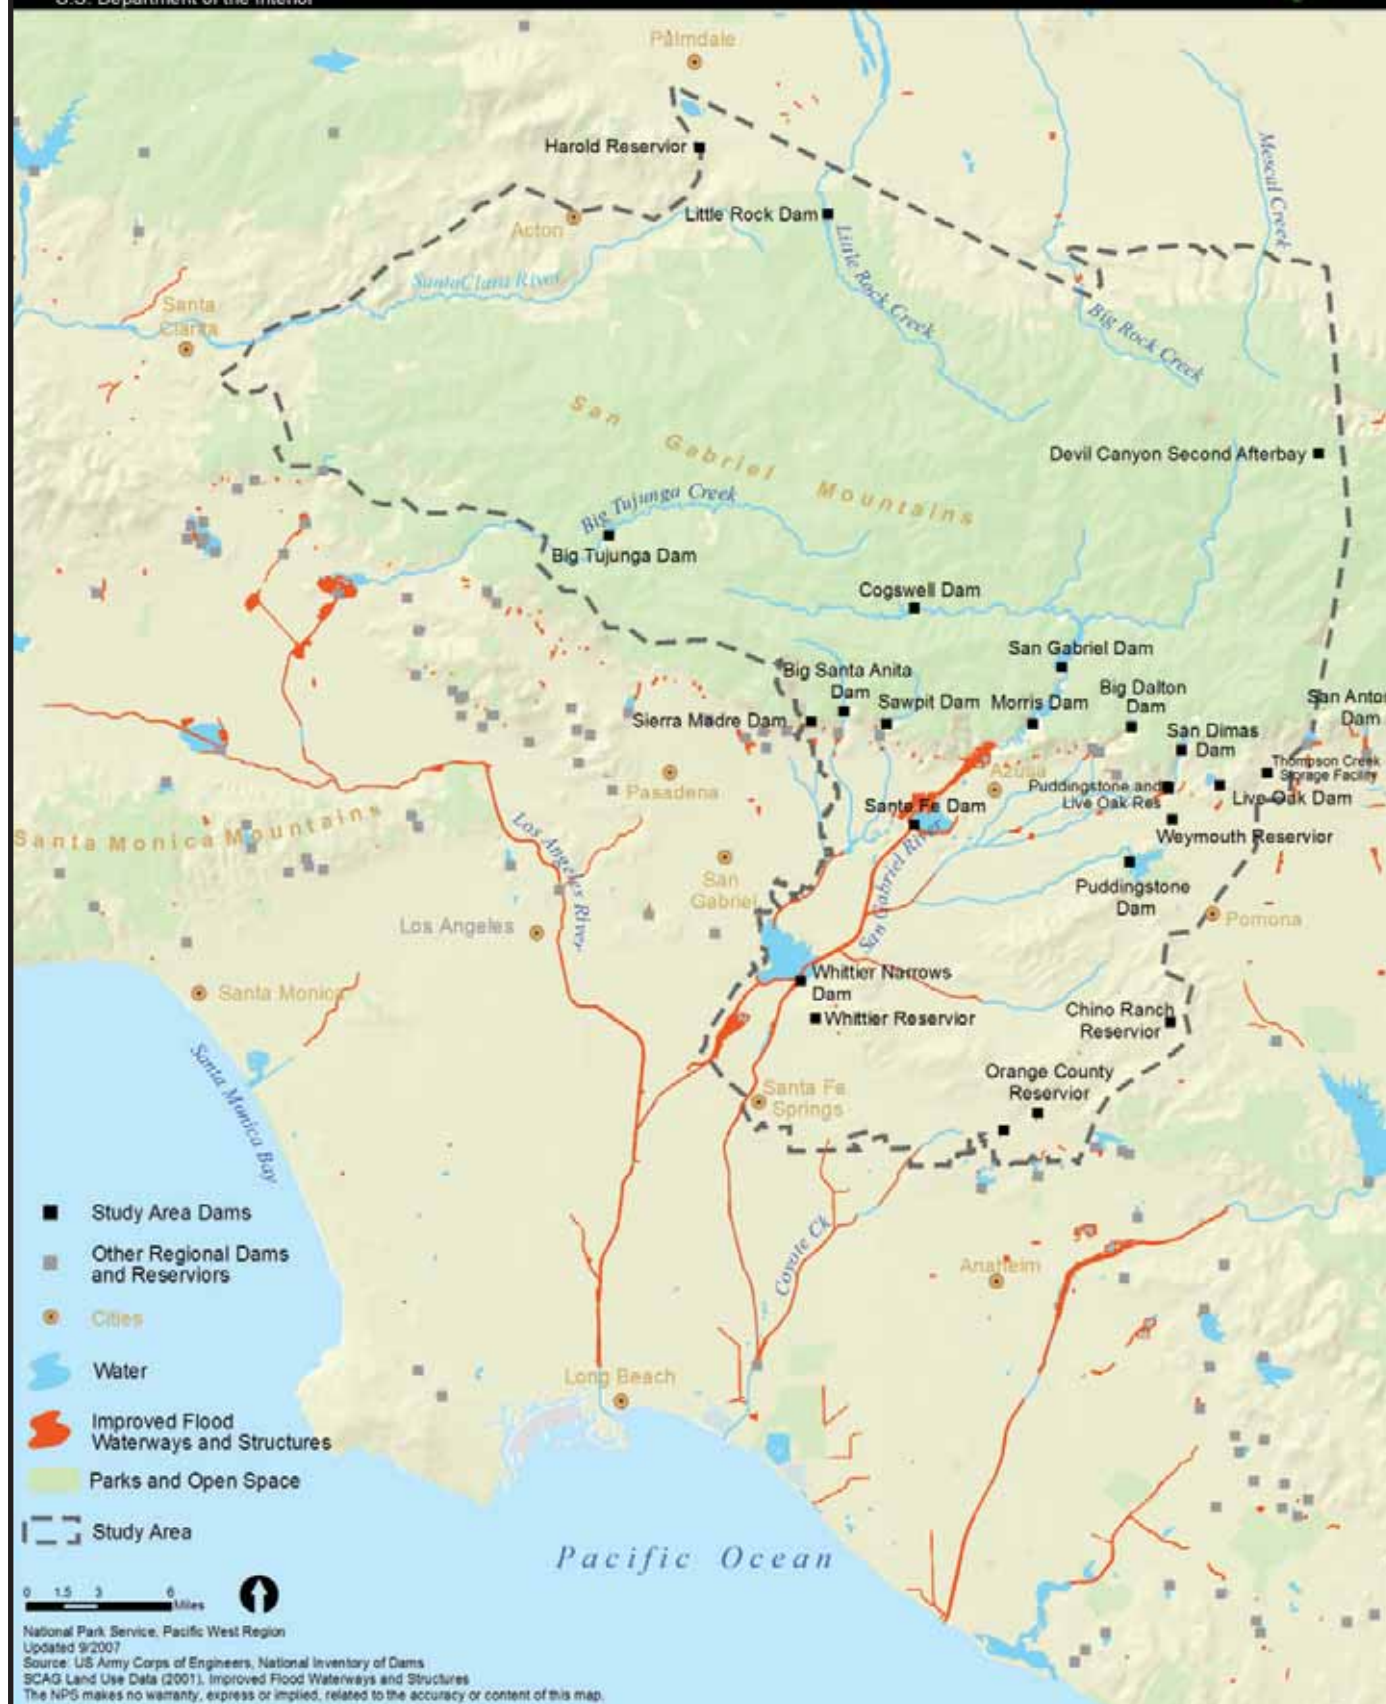 U.S. Department of the Interior
Palmdale
Harold Reservior
Little Rock Dam
Acton
Mescal Creek
SantaClara River
Little Rock Creek
Santa
Clarita
Big Rock Creek
San Gabriel Mountains
Devil Canyon Second Afterbay
Big Tujunga Creek
Big Tujunga Dam
Cogswell Dam
San Gabriel Dam
Big Santa Anita
Dam
Sawpit Dam
Morris Dam
Big Dalton
Dam
San Anto
Dam
Sierra Madre Dam
San Dimas
Dam
Thompson Creek
Storage Facility
Azusa
Pasadena
Puddingstone and
Live Oak Res
Live Oak Dam
Santa Fe Dam
Santa Monica Mountains
Los Angeles River
Weymouth Reservior
San Gabriel River
San
Gabriel
Puddingstone
Dam
Pomona
Los Angeles
Santa Monica
Whittier Narrows
Dam
Whittier Reservior
Chino Ranch
Reservior
Santa Monica Bay
Orange County
Reservior
Santa Fe
Springs
Coyote Ck
Anaheim
Long Beach
Pacific Ocean
Study Area Dams
Other Regional Dams
and Reserviors
Cities
Water
Improved Flood
Waterways and Structures
Parks and Open Space
Study Area
0 1.5 3 6
Miles
National Park Service, Pacific West Region
Updated 9/2007
Source: US Army Corps of Engineers, National Inventory of Dams
SCAG Land Use Data (2001), Improved Flood Waterways and Structures
The NPS makes no warranty, express or implied, related to the accuracy or content of this map.